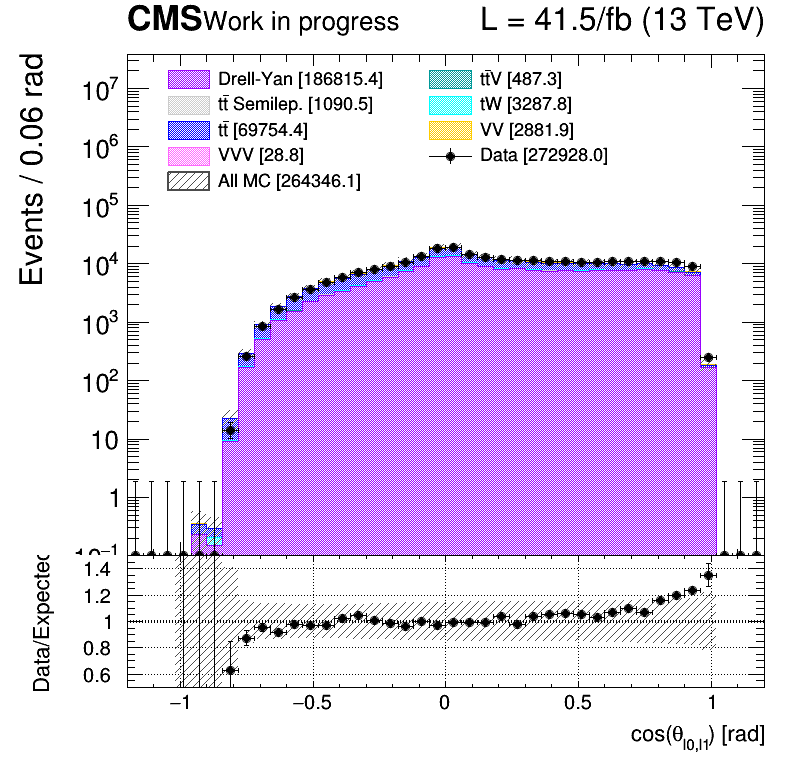 CMS Work in progress L = 41.5/fb (13 TeV)
Events / 0.06 rad
Drell-Yan [186815.4]
tt̄ Semilep. [1090.5]
tt̄ [69754.4]
VVV [28.8]
All MC [264346.1]
tt̄V [487.3]
tW [3287.8]
VV [2881.9]
Data [272928.0]
10⁷
10⁶
10⁵
10⁴
10³
10²
10
1
10⁻¹
Data/Expected
1.4
1.2
1
0.8
0.6
−1 −0.5 0 0.5 1
cos(θ_l0,l1) [rad]